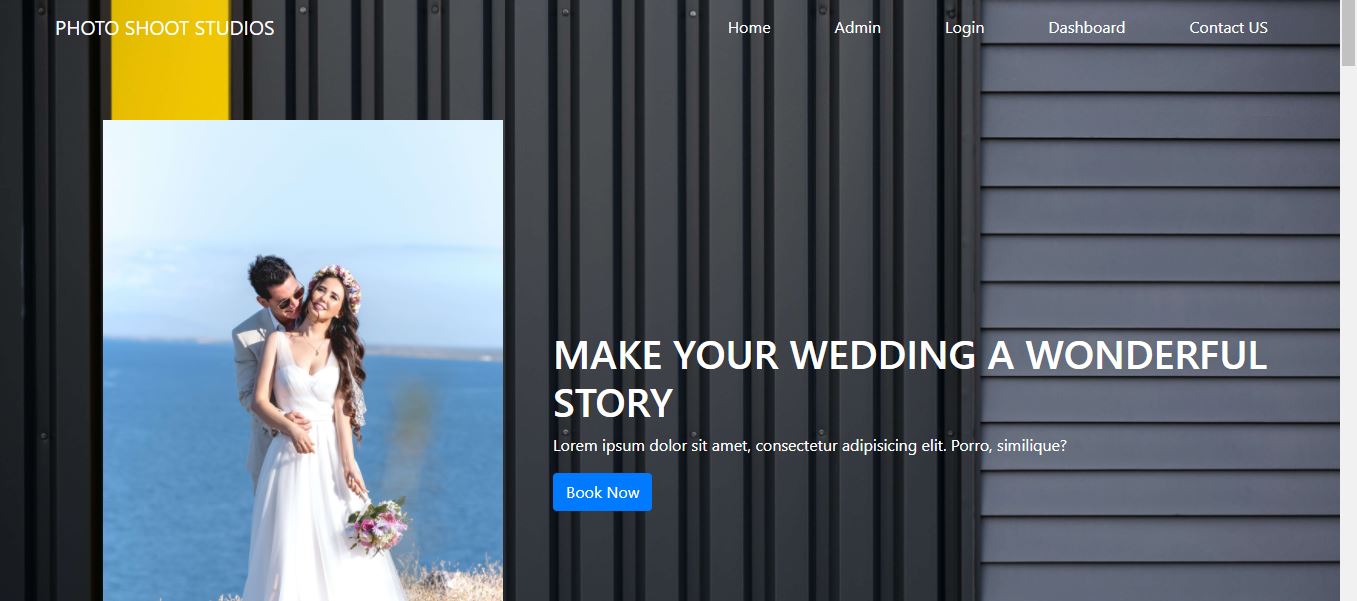 PHOTO SHOOT STUDIOS
Home Admin Login Dashboard Contact US
MAKE YOUR WEDDING A WONDERFUL
STORY
Lorem ipsum dolor sit amet, consectetur adipisicing elit. Porro, similique?
Book Now